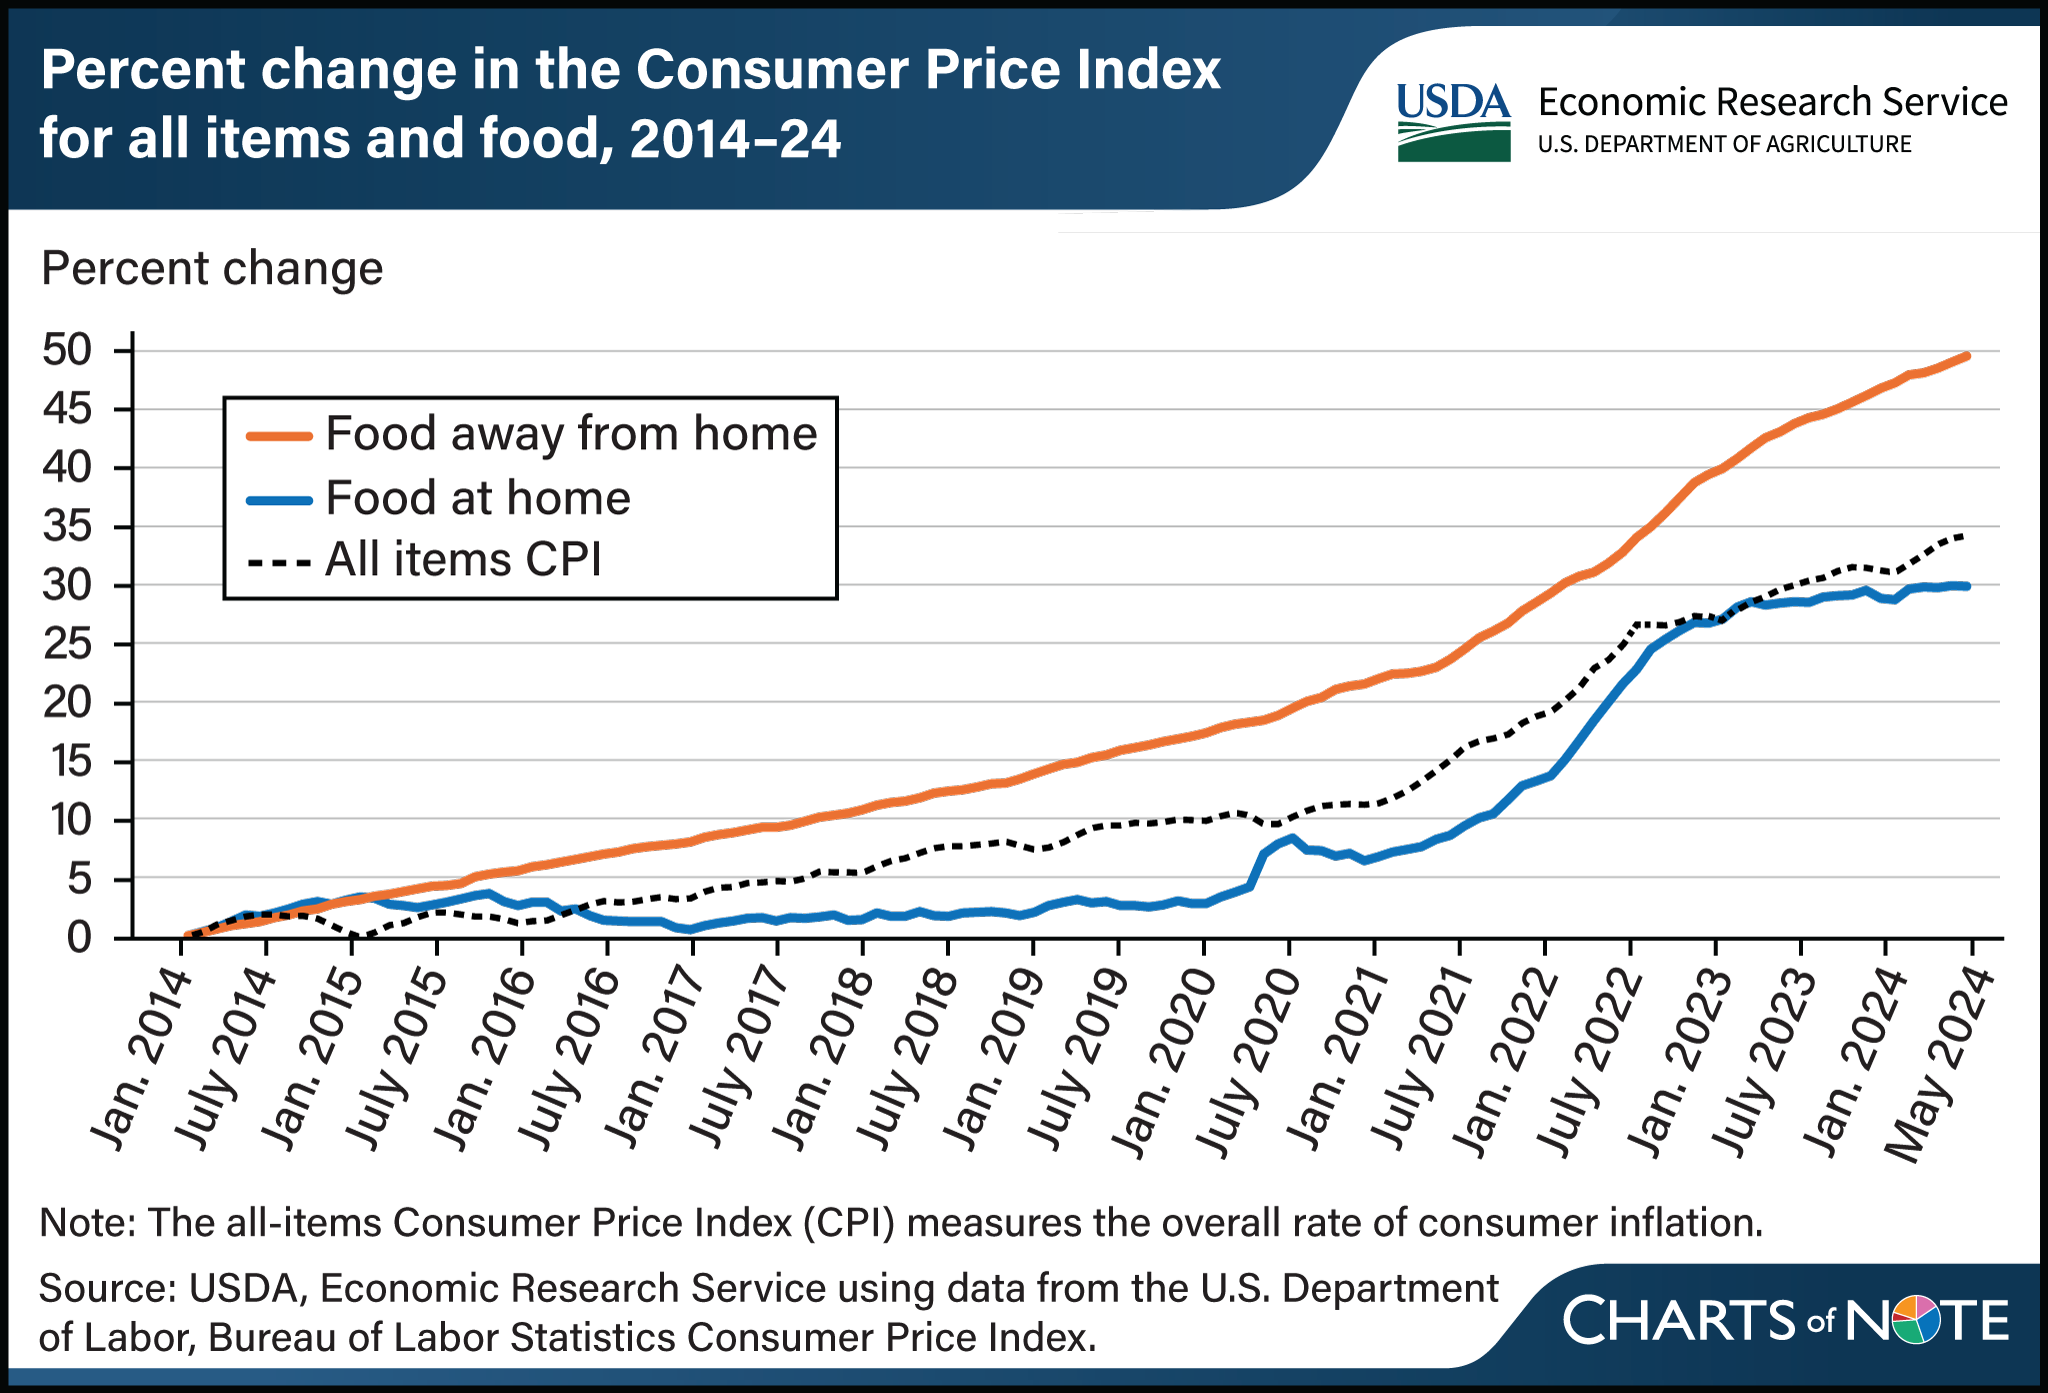 Percent change in the Consumer Price Index
for all items and food, 2014–24
USDA
Economic Research Service
U.S. DEPARTMENT OF AGRICULTURE
Percent change
50
45
40
35
30
25
20
15
10
5
0
Food away from home
Food at home
All items CPI
Jan. 2014
July 2014
Jan. 2015
July 2015
Jan. 2016
July 2016
Jan. 2017
July 2017
Jan. 2018
July 2018
Jan. 2019
July 2019
Jan. 2020
July 2020
Jan. 2021
July 2021
Jan. 2022
July 2022
Jan. 2023
July 2023
Jan. 2024
May 2024
Note: The all-items Consumer Price Index (CPI) measures the overall rate of consumer inflation.
Source: USDA, Economic Research Service using data from the U.S. Department
of Labor, Bureau of Labor Statistics Consumer Price Index.
CHARTS of NOTE